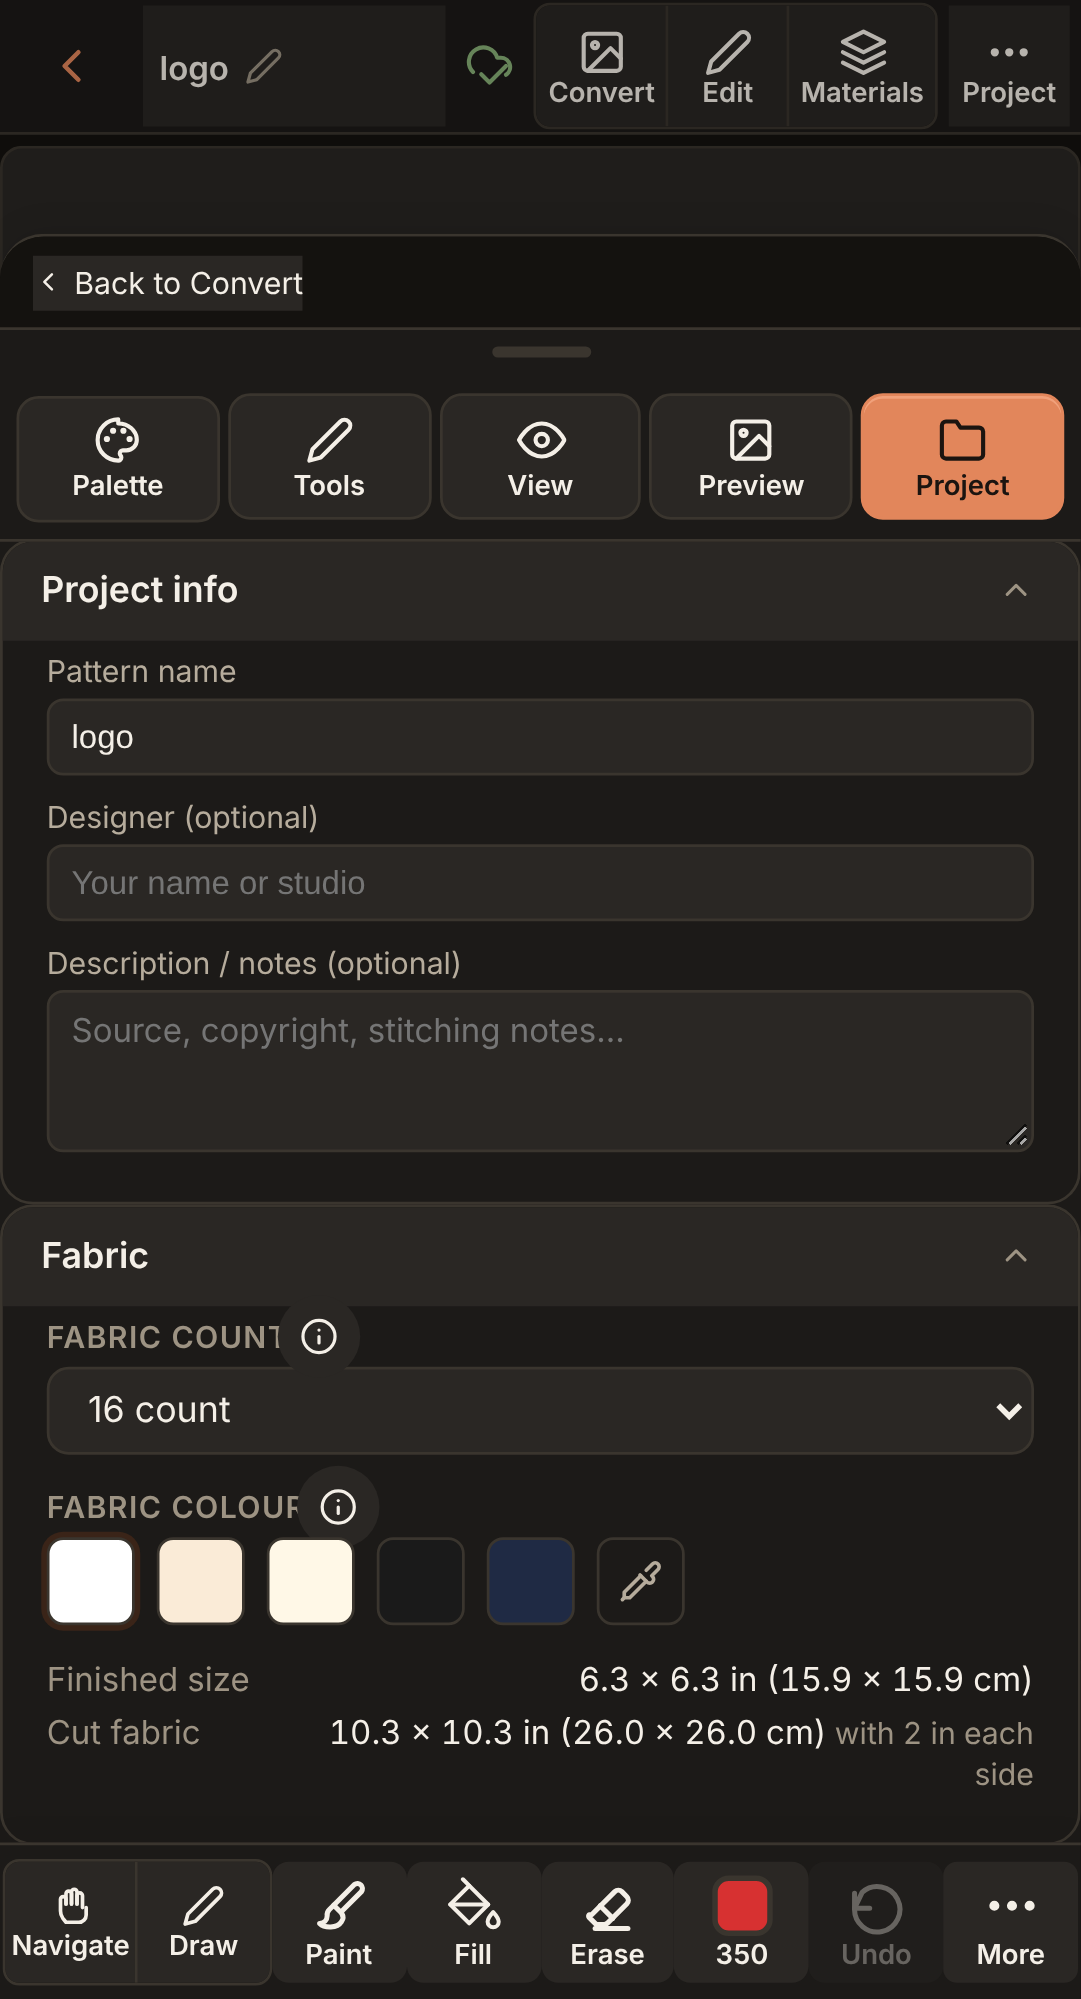 logo
Convert
Edit
Materials
Project
Back to Convert
Palette
Tools
View
Preview
Project
Project info
Pattern name
logo
Designer (optional)
Your name or studio
Description / notes (optional)
Source, copyright, stitching notes...
Fabric
FABRIC COUNT
16 count
FABRIC COLOUR
Finished size
6.3 × 6.3 in (15.9 × 15.9 cm)
Cut fabric
10.3 × 10.3 in (26.0 × 26.0 cm) with 2 in each
side
Navigate
Draw
Paint
Fill
Erase
350
Undo
More